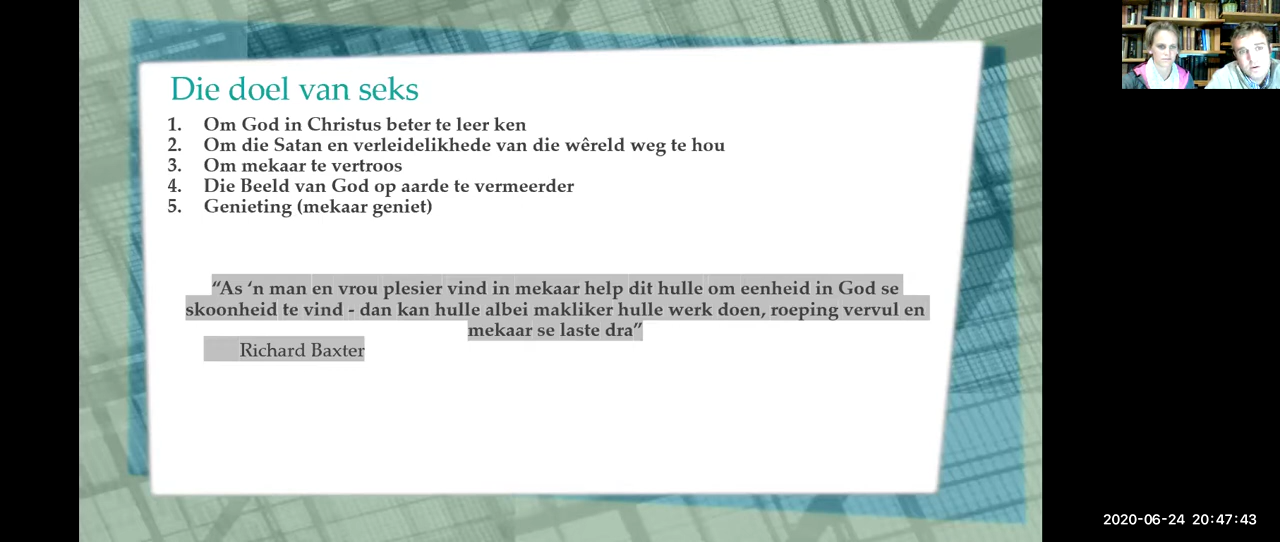 Die doel van seks
1. Om God in Christus beter te leer ken
2. Om die Satan en verleidelikhede van die wêreld weg te hou
3. Om mekaar te vertroos
4. Die Beeld van God op aarde te vermeerder
5. Genieting (mekaar geniet)
“As ‘n man en vrou plesier vind in mekaar help dit hulle om eenheid in God se
skoonheid te vind - dan kan hulle albei makliker hulle werk doen, roeping vervul en
mekaar se laste dra”
Richard Baxter
2020-06-24 20:47:43